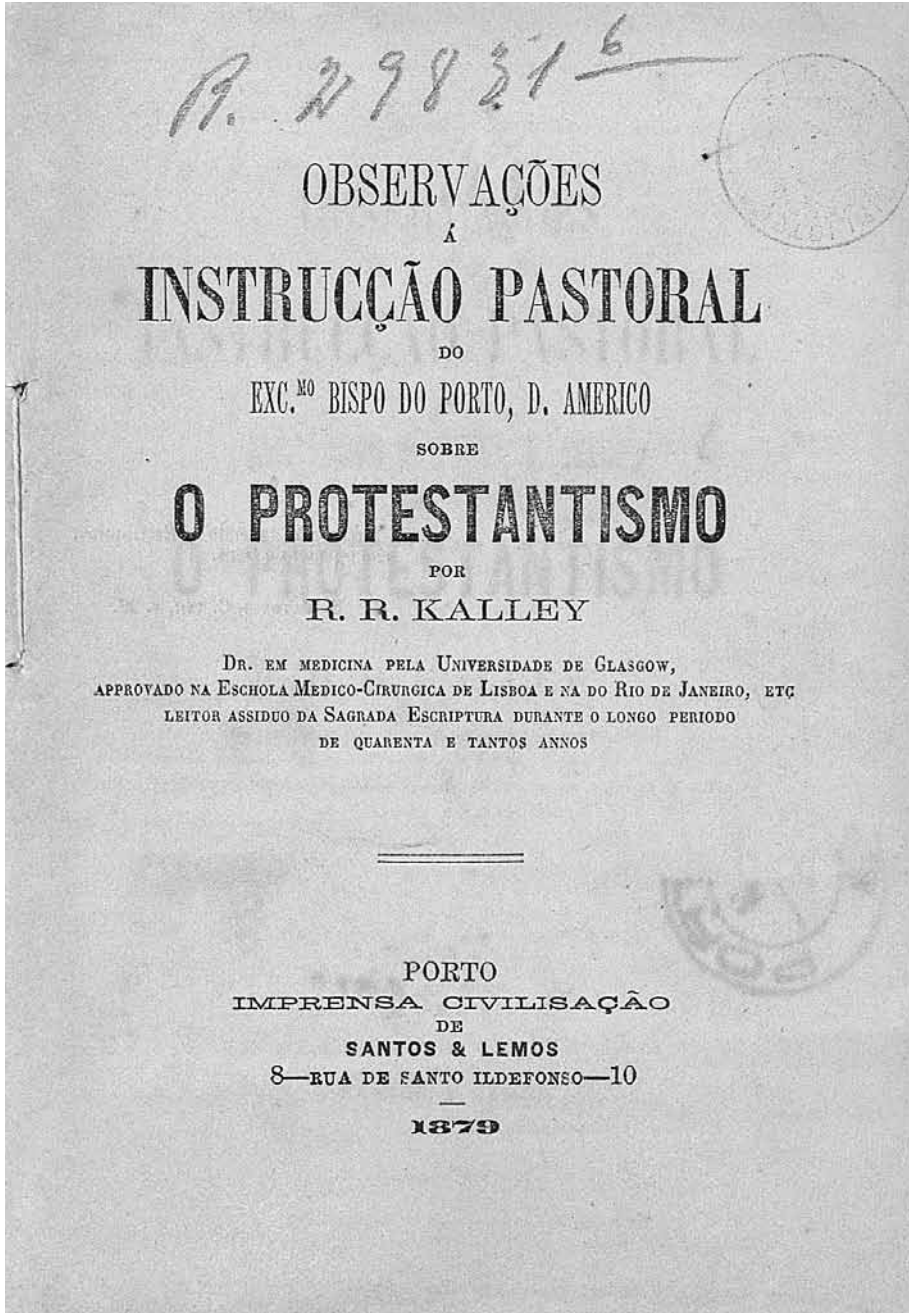 R. 29831 6
OBSERVAÇÕES
Á
INSTRUCÇÃO PASTORAL
DO
EXC.MO BISPO DO PORTO, D. AMERICO
SOBRE
O PROTESTANTISMO
POR
R. R. KALLEY
DR. EM MEDICINA PELA UNIVERSIDADE DE GLASGOW,
APPROVADO NA ESCHOLA MEDICO-CIRURGICA DE LISBOA E NA DO RIO DE JANEIRO, ETC
LEITOR ASSIDUO DA SAGRADA ESCRIPTURA DURANTE O LONGO PERIODO
DE QUARENTA E TANTOS ANNOS
PORTO
IMPRENSA CIVILISAÇÃO
DE
SANTOS & LEMOS
8—RUA DE SANTO ILDEFONSO—10
1879